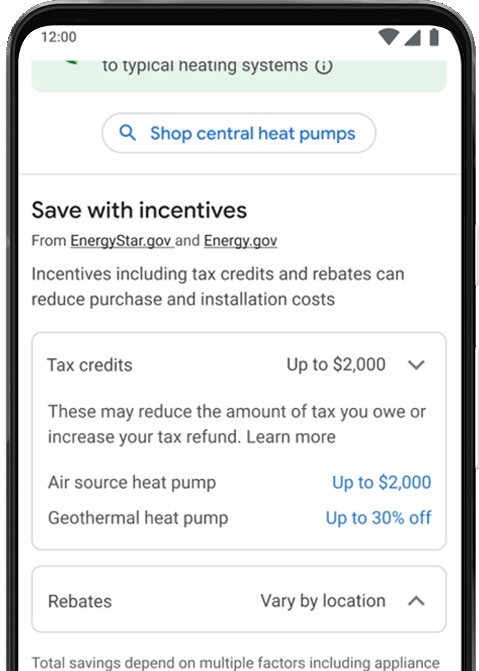 12:00
to typical heating systems
Shop central heat pumps
Save with incentives
From EnergyStar.gov and Energy.gov
Incentives including tax credits and rebates can
reduce purchase and installation costs
Tax credits Up to $2,000
These may reduce the amount of tax you owe or
increase your tax refund. Learn more
Air source heat pump Up to $2,000
Geothermal heat pump Up to 30% off
Rebates Vary by location
Total savings depend on multiple factors including appliance